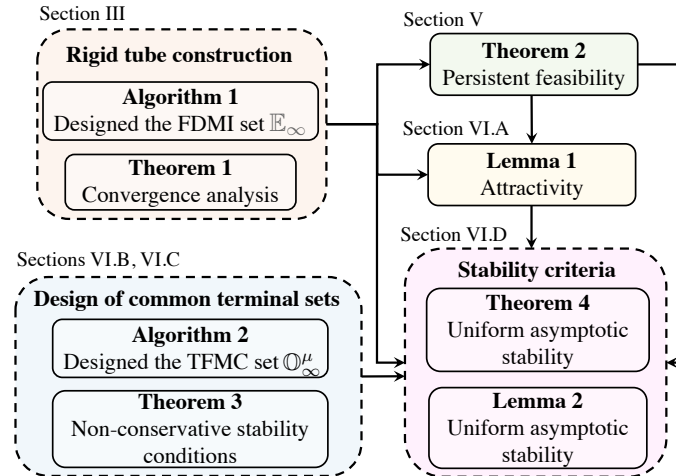 Section III
Rigid tube construction
Algorithm 1
Designed the FDMI set 𝔼∞
Theorem 1
Convergence analysis
Section V
Theorem 2
Persistent feasibility
Section VI.A
Lemma 1
Attractivity
Sections VI.B, VI.C
Design of common terminal sets
Algorithm 2
Designed the TFMC set 𝕆^μ_∞
Theorem 3
Non-conservative stability
conditions
Section VI.D
Stability criteria
Theorem 4
Uniform asymptotic
stability
Lemma 2
Uniform asymptotic
stability